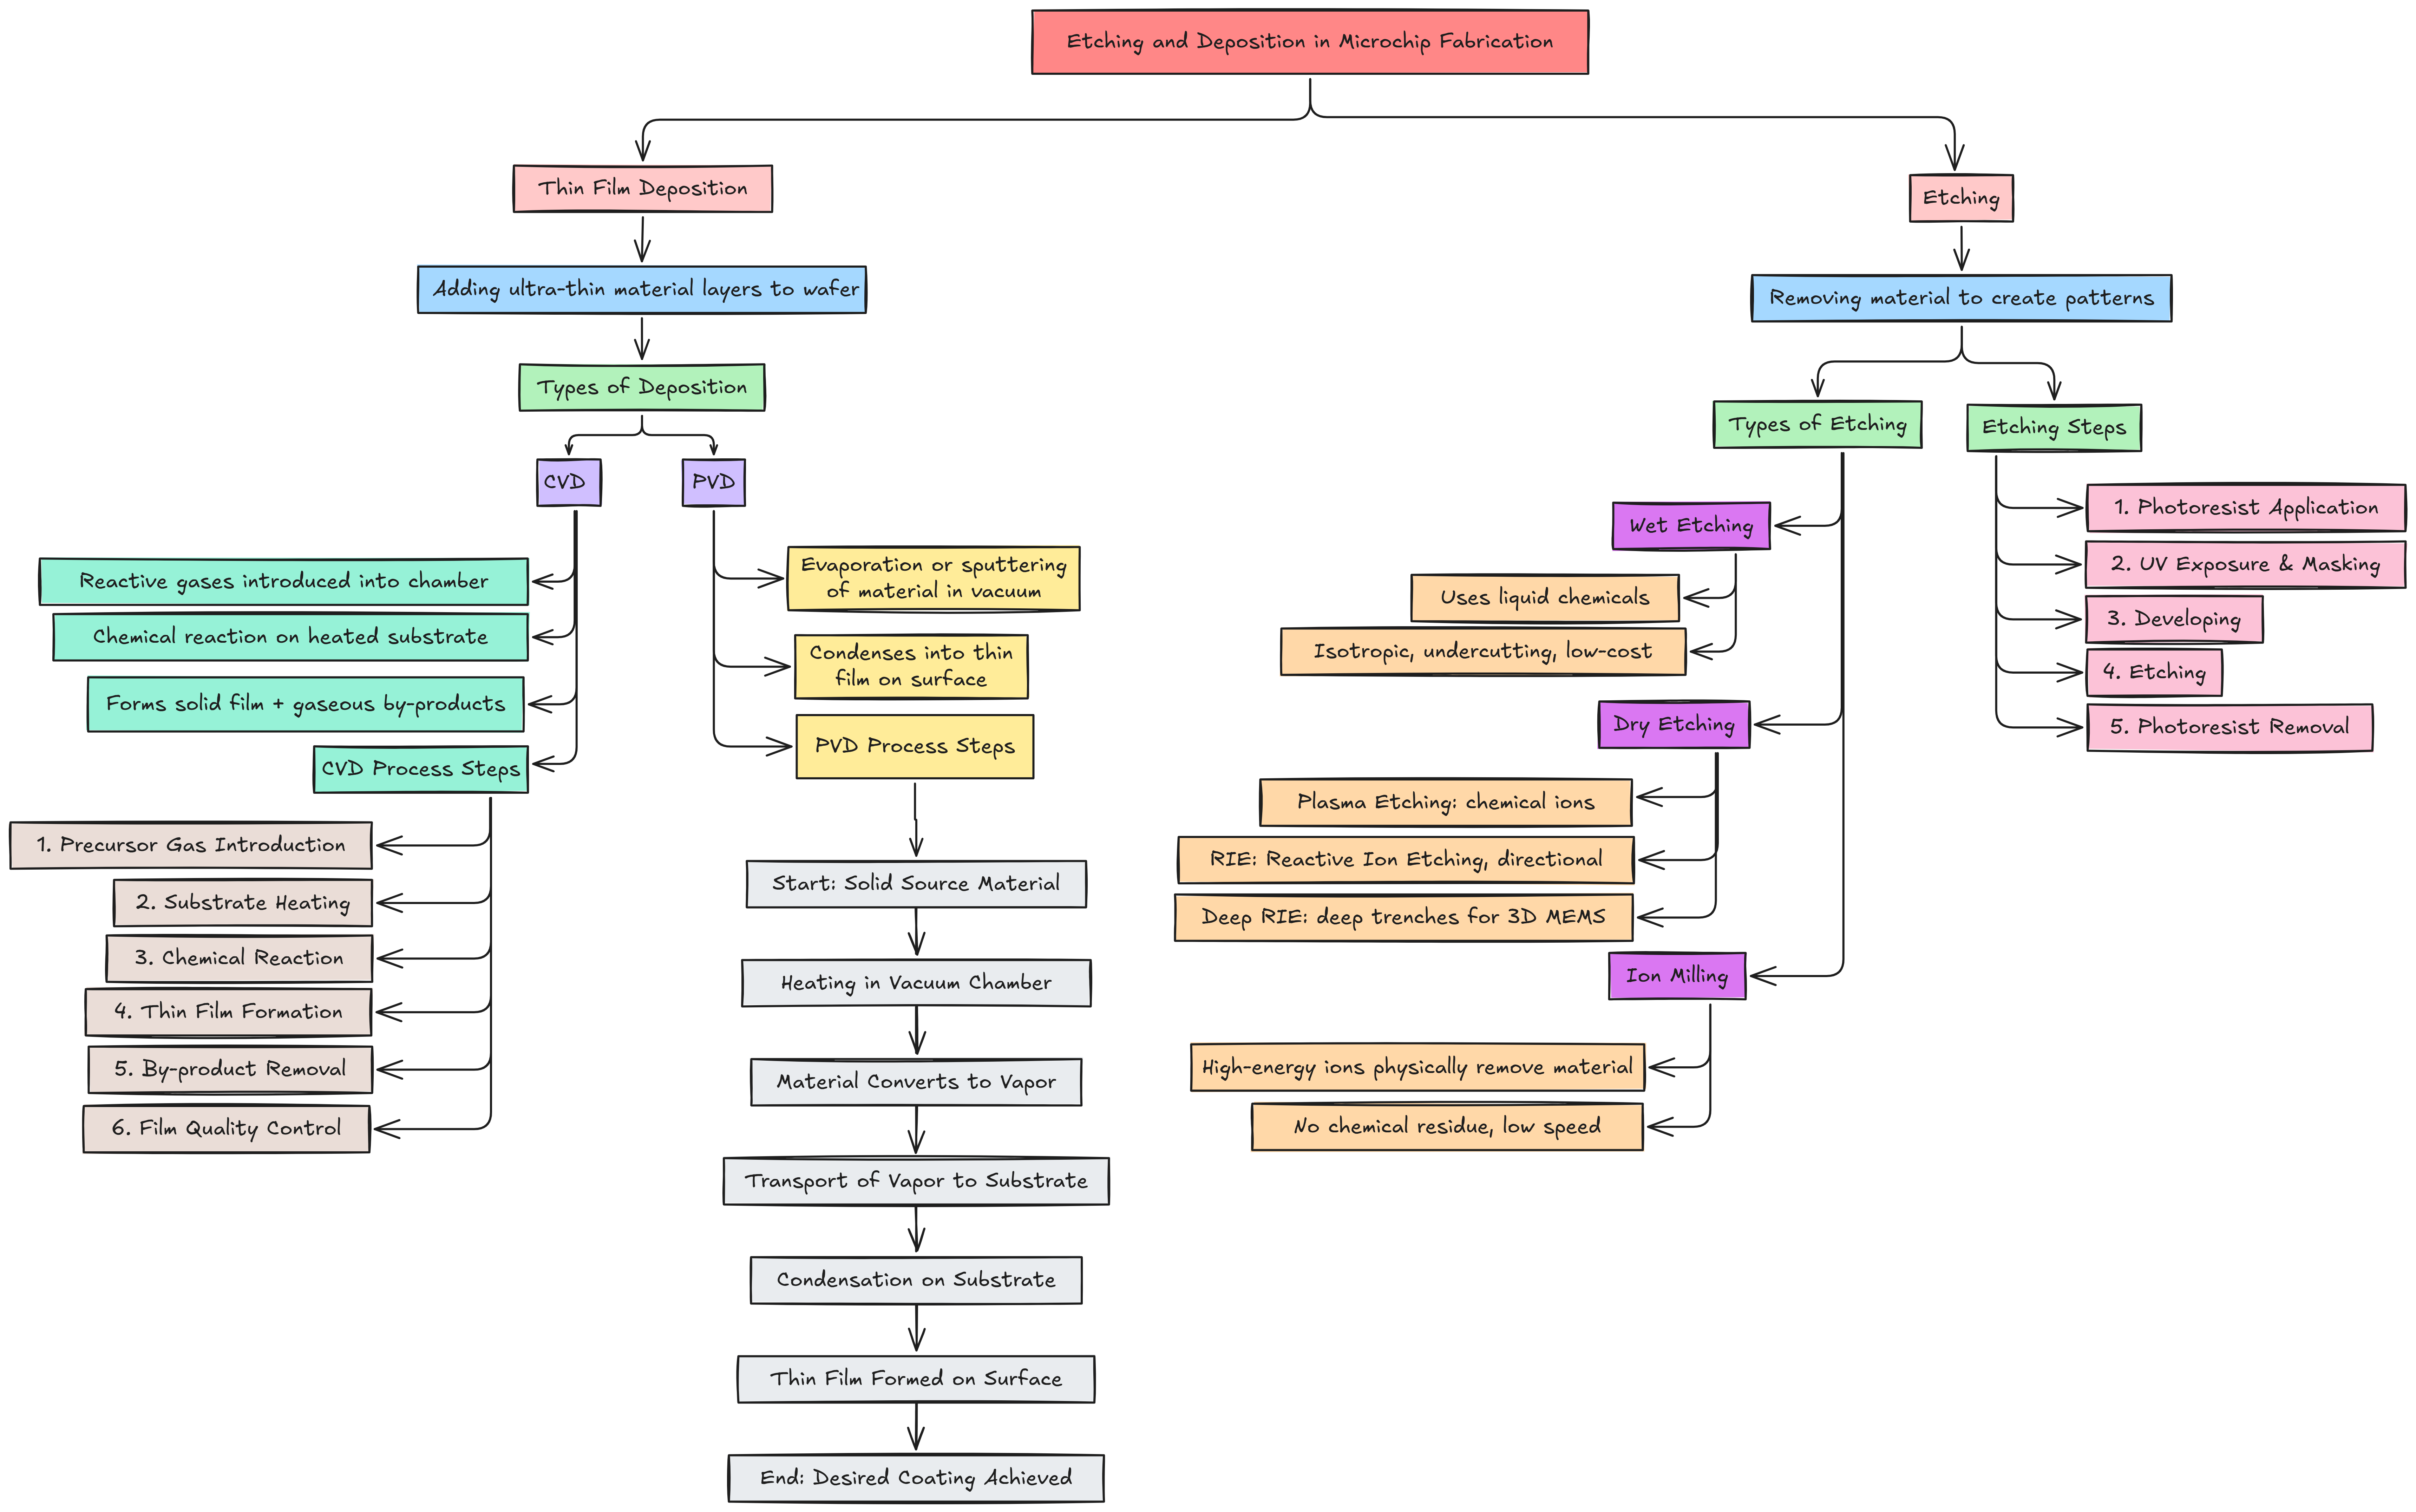 Etching and Deposition in Microchip Fabrication
Thin Film Deposition
Adding ultra-thin material layers to wafer
Types of Deposition
CVD
Reactive gases introduced into chamber
Chemical reaction on heated substrate
Forms solid film + gaseous by-products
CVD Process Steps
1. Precursor Gas Introduction
2. Substrate Heating
3. Chemical Reaction
4. Thin Film Formation
5. By-product Removal
6. Film Quality Control
PVD
Evaporation or sputtering
of material in vacuum
Condenses into thin
film on surface
PVD Process Steps
Start: Solid Source Material
Heating in Vacuum Chamber
Material Converts to Vapor
Transport of Vapor to Substrate
Condensation on Substrate
Thin Film Formed on Surface
End: Desired Coating Achieved
Etching
Removing material to create patterns
Types of Etching
Wet Etching
Uses liquid chemicals
Isotropic, undercutting, low-cost
Dry Etching
Plasma Etching: chemical ions
RIE: Reactive Ion Etching, directional
Deep RIE: deep trenches for 3D MEMS
Ion Milling
High-energy ions physically remove material
No chemical residue, low speed
Etching Steps
1. Photoresist Application
2. UV Exposure & Masking
3. Developing
4. Etching
5. Photoresist Removal